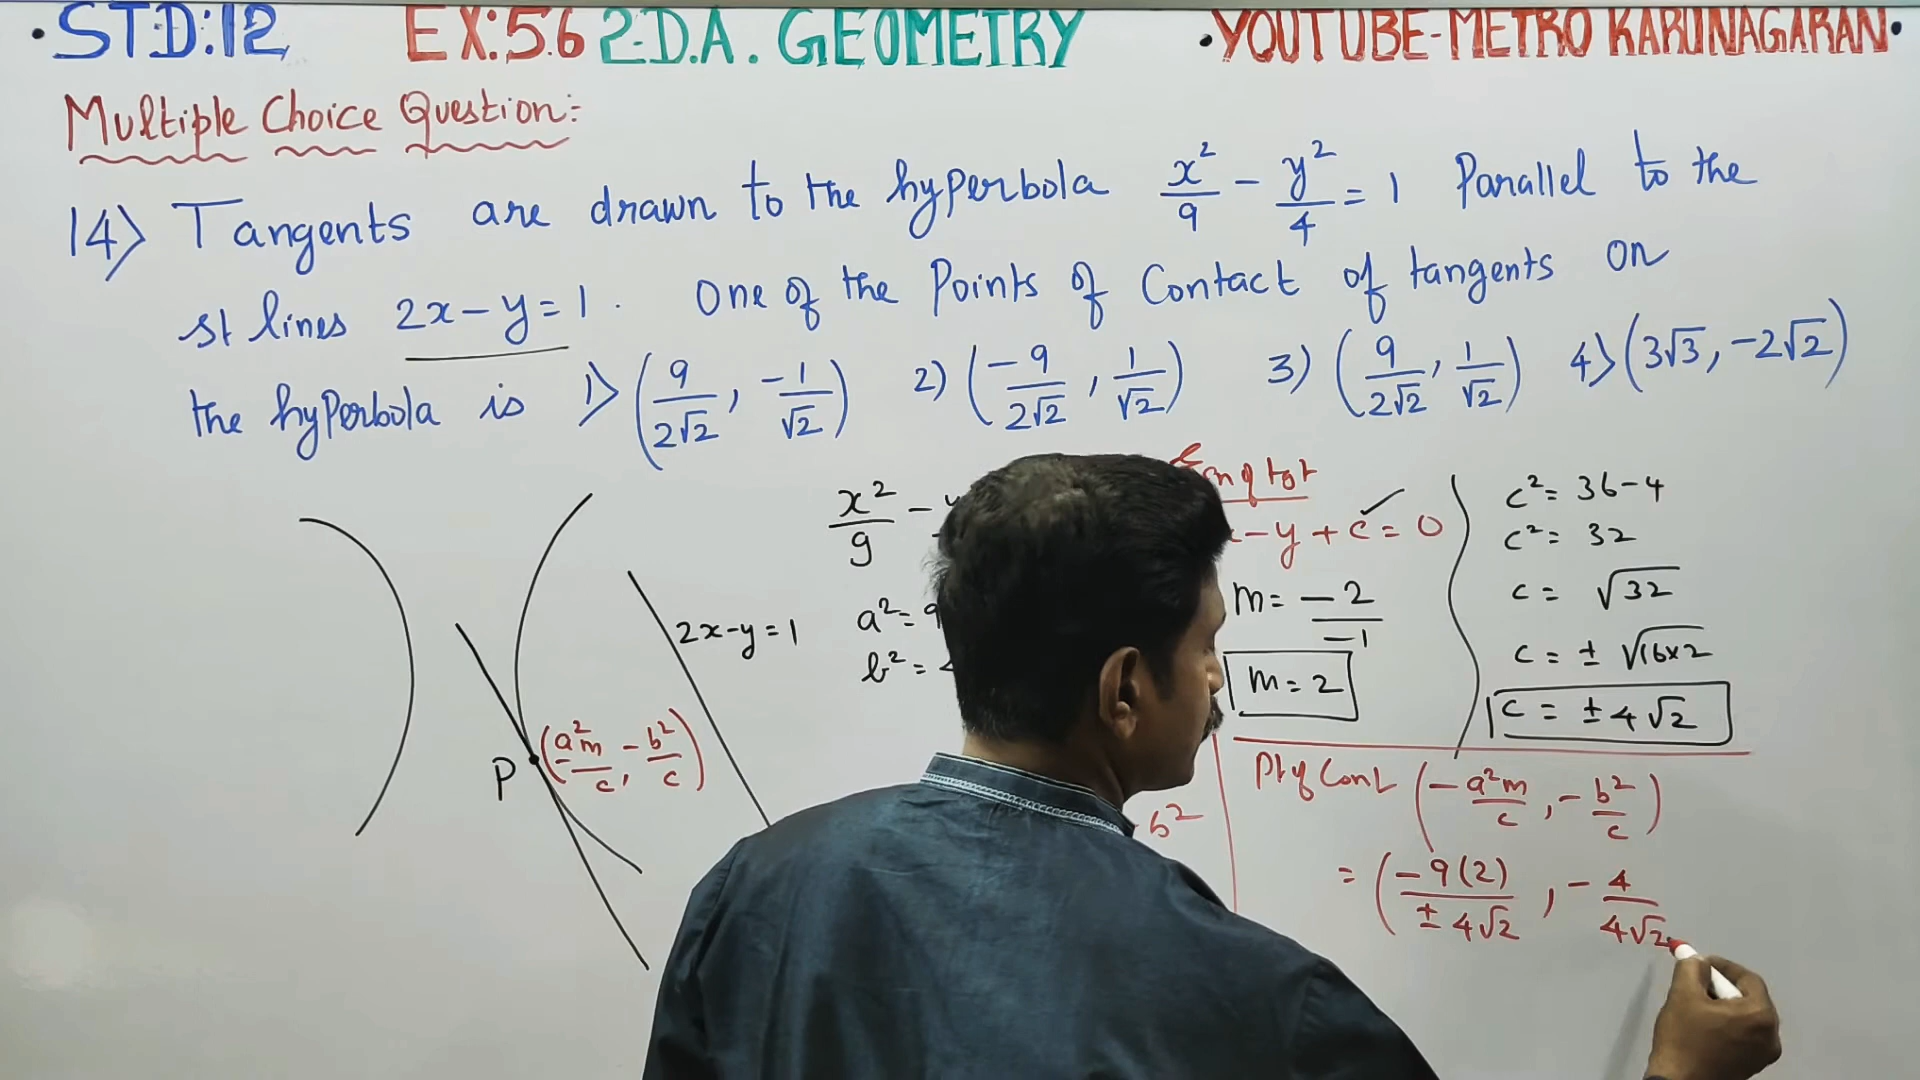 • STD:12 EX:5.6 2-D.A. GEOMETRY • YOUTUBE-METRO KARUNAGARAN •
Multiple Choice Question:-
14) Tangents are drawn to the hyperbola x²/9 - y²/4 = 1 Parallel to the
st lines 2x-y=1. One of the Points of Contact of tangents on
the hyperbola is 1) (9/2√2, -1/√2) 2) (-9/2√2, 1/√2) 3) (9/2√2, 1/√2) 4) (3√3, -2√2)
2x-y=1
P (-a²m/c, -b²/c)
x²/9 -
a²= 9
b² =
-y+c=0
m= -2/-1
m=2
b²
c²= 36-4
c²= 32
c= √32
c= ± √16x2
c = ± 4√2
Pt of Cont (-a²m/c, -b²/c)
= (-9(2)/± 4√2, -4/4√2